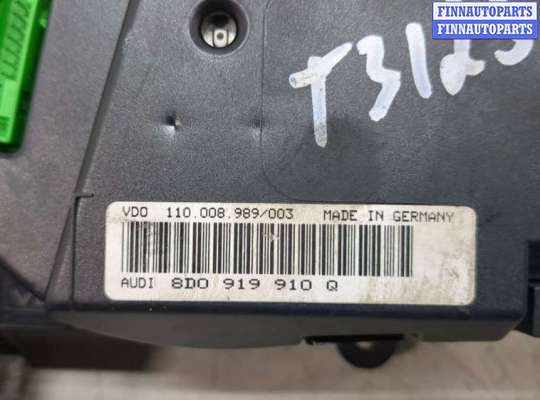 FINNAUTOPARTS
FINNAUTOPARTS
VDO 110.008.989/003 MADE IN GERMANY
AUDI 8D0 919 910 Q